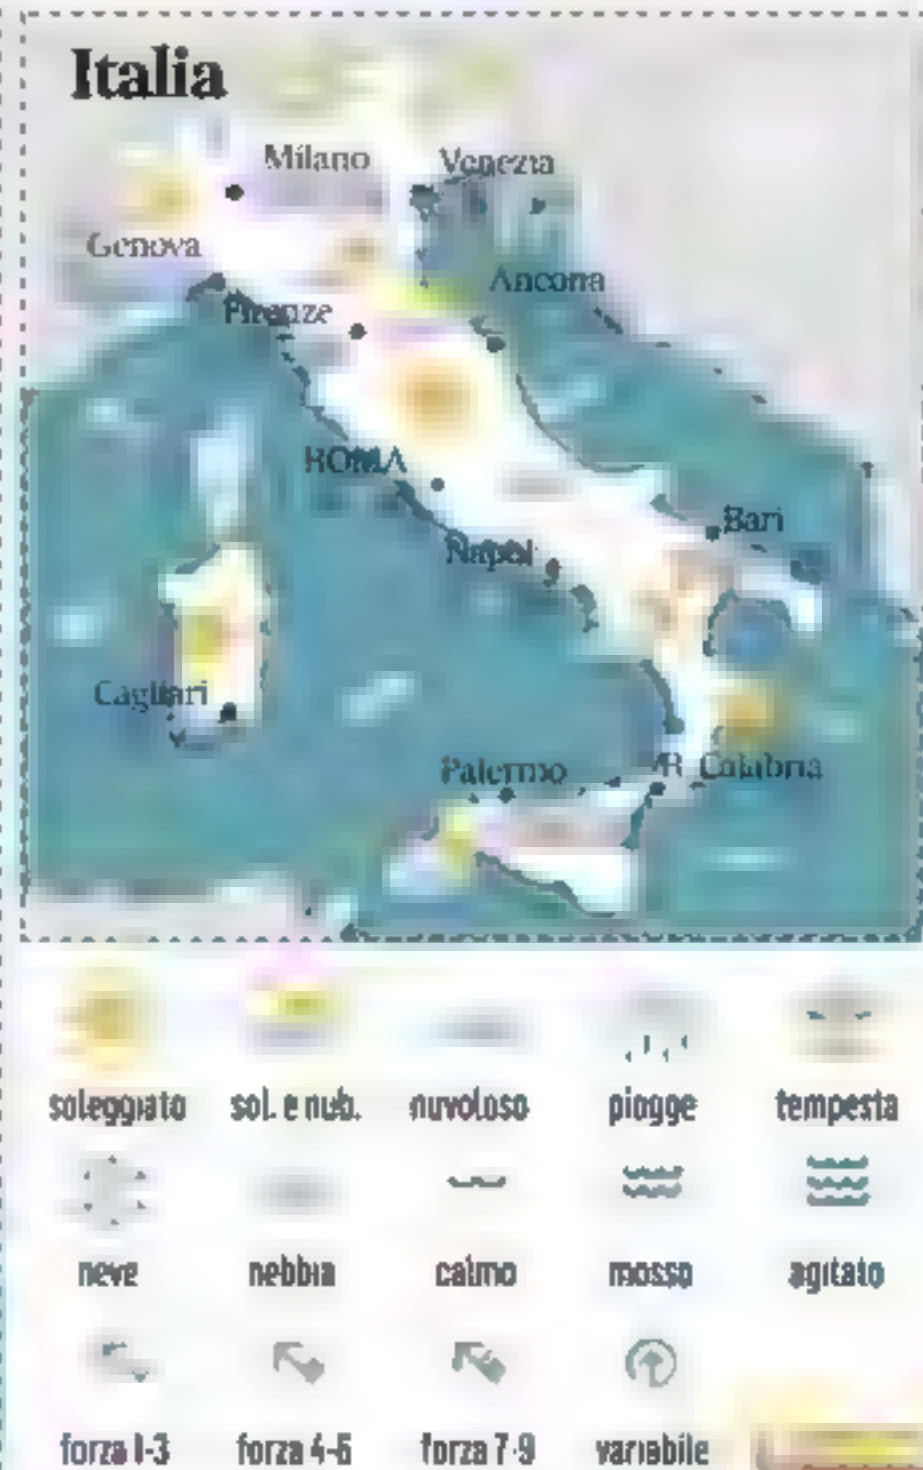 Italia
Milano
Venezia
Genova
Ancona
Firenze
ROMA
Bari
Napoli
Cagliari
Palermo
R. Calabria
soleggiato sol. e nub. nuvoloso piogge tempesta
neve nebbia calmo mosso agitato
forza 1-3 forza 4-6 forza 7-9 variabile